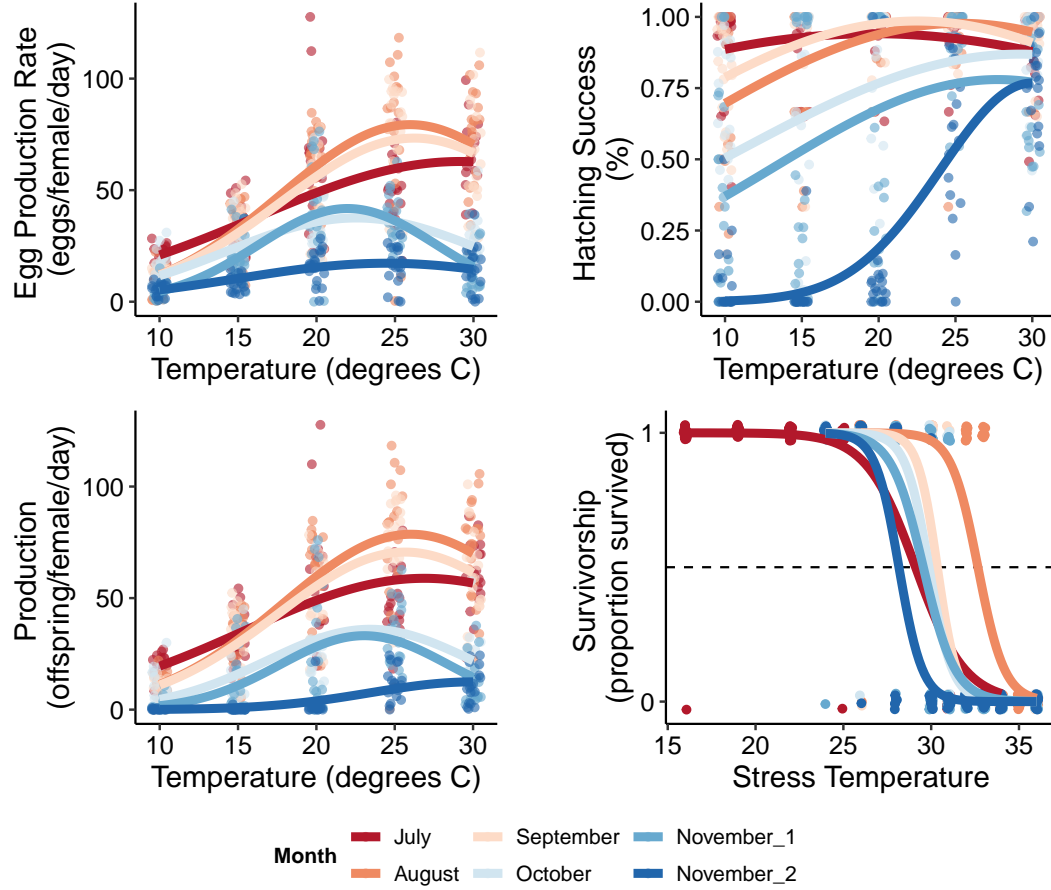 Egg Production Rate
(eggs/female/day)
100
50
0
10 15 20 25 30
Temperature (degrees C)
Hatching Success
(%)
1.00
0.75
0.50
0.25
0.00
10 15 20 25 30
Temperature (degrees C)
Production
(offspring/female/day)
100
50
0
10 15 20 25 30
Temperature (degrees C)
Survivorship
(proportion survived)
1
0
15 20 25 30 35
Stress Temperature
Month
July September November_1
August October November_2